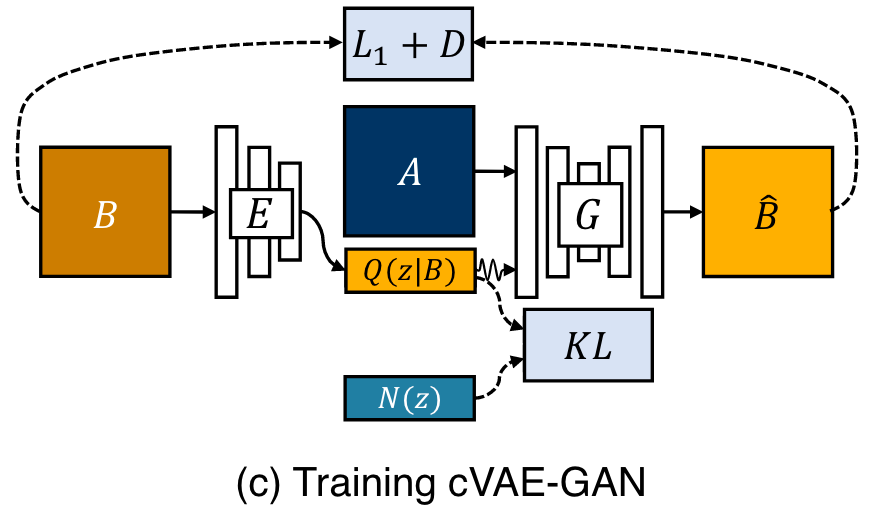 L₁ + D
B
E
A
G
B̂
Q(z|B)
KL
N(z)
(c) Training cVAE-GAN